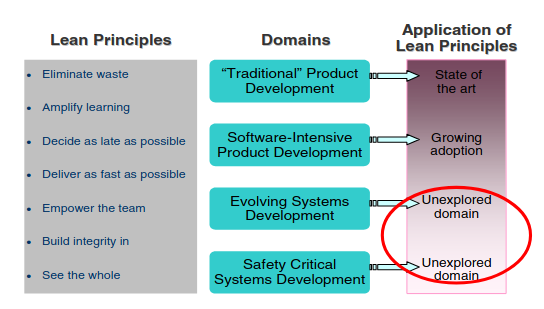 Lean Principles
Eliminate waste
Amplify learning
Decide as late as possible
Deliver as fast as possible
Empower the team
Build integrity in
See the whole
Domains
“Traditional” Product
Development
Software-Intensive
Product Development
Evolving Systems
Development
Safety Critical
Systems Development
Application of
Lean Principles
State of
the art
Growing
adoption
Unexplored
domain
Unexplored
domain